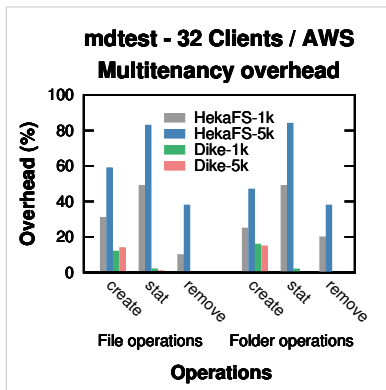 mdtest - 32 Clients / AWS
Multitenancy overhead
100
80
60
40
20
0
Overhead (%)
HekaFS-1k
HekaFS-5k
Dike-1k
Dike-5k
create
stat
remove
create
stat
remove
File operations
Folder operations
Operations